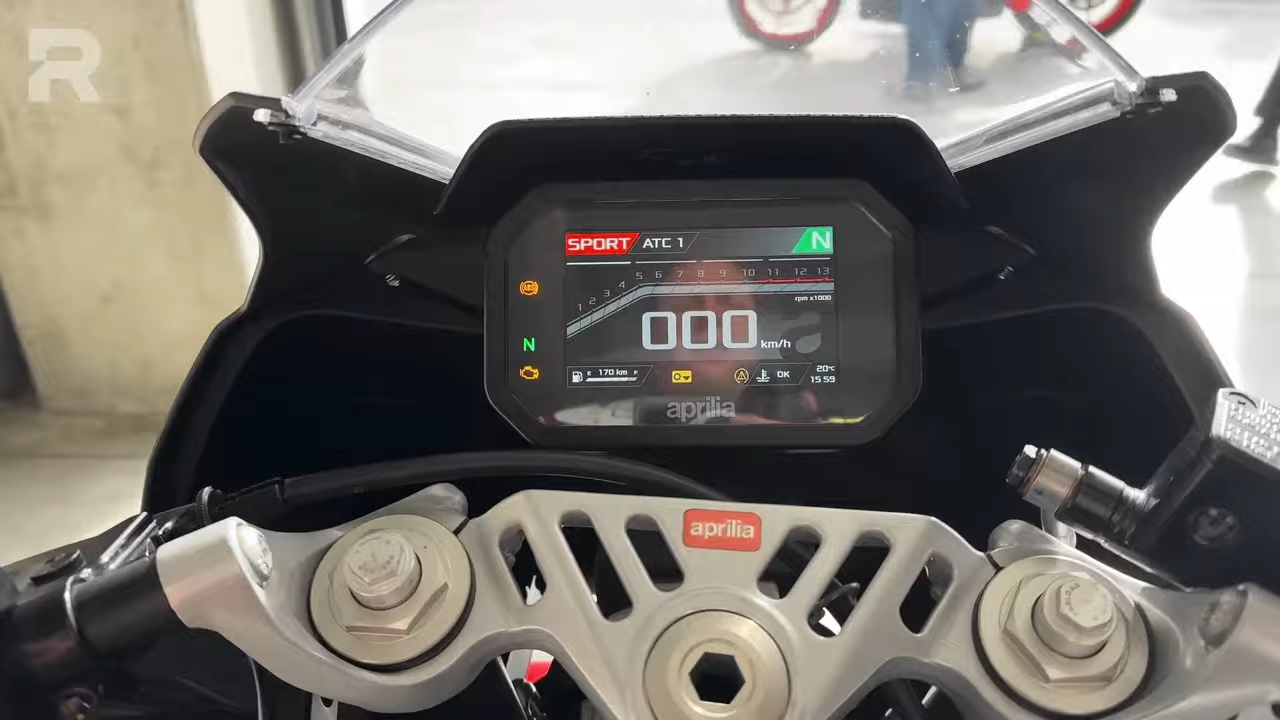 R
SPORT ATC 1 N
1 2 3 4 5 6 7 8 9 10 11 12 13
rpm x1000
ABS
000 km/h
N
E 170 km F OK 20°C
15 59
aprilia
aprilia